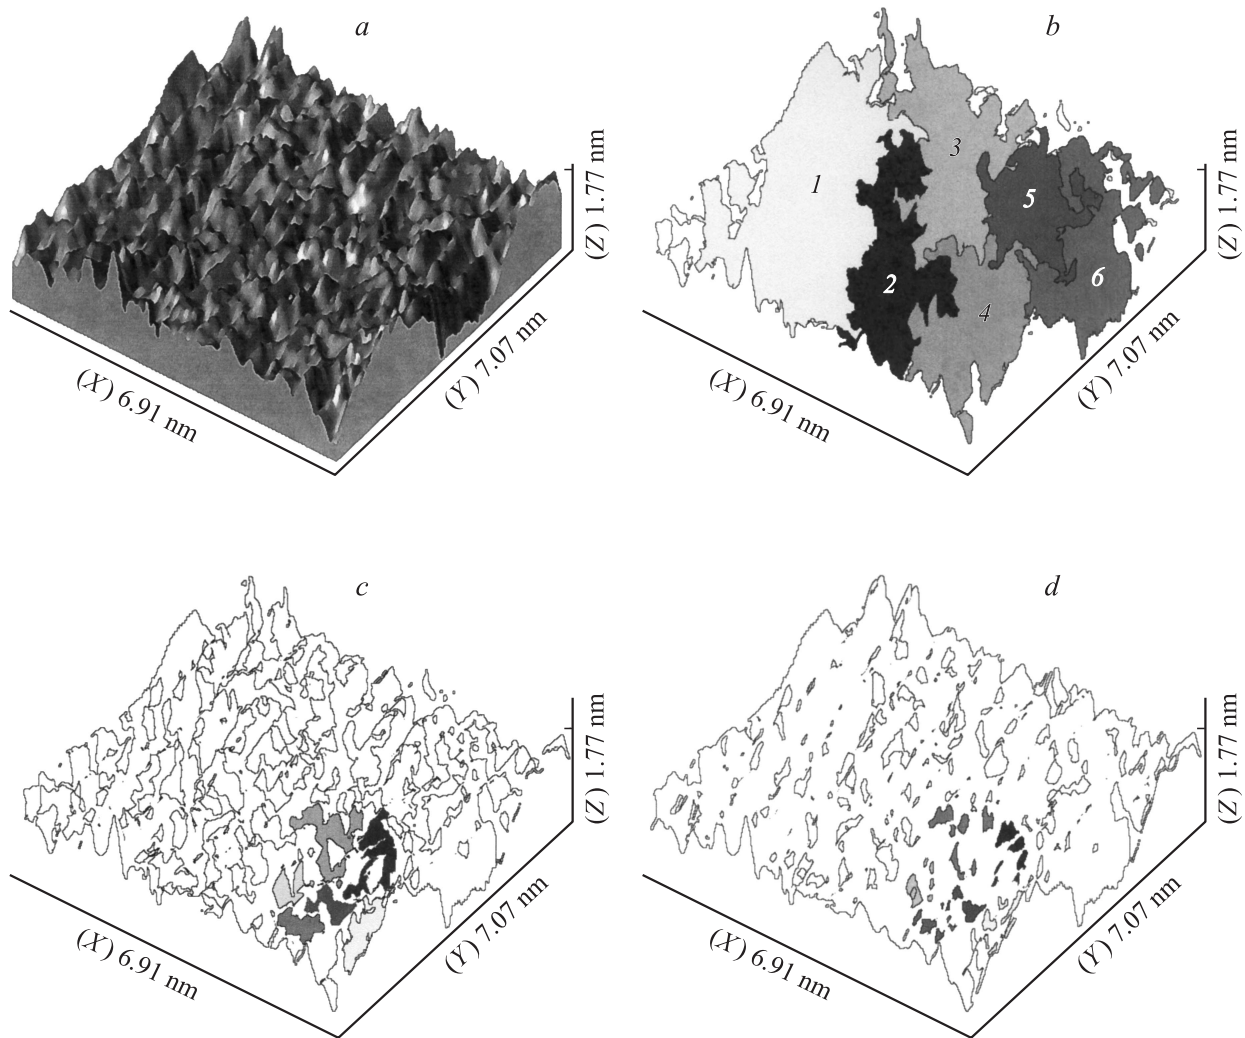 a
(Z) 1.77 nm
(X) 6.91 nm
(Y) 7.07 nm
b
1
2
3
4
5
6
(Z) 1.77 nm
(X) 6.91 nm
(Y) 7.07 nm
c
(Z) 1.77 nm
(X) 6.91 nm
(Y) 7.07 nm
d
(Z) 1.77 nm
(X) 6.91 nm
(Y) 7.07 nm